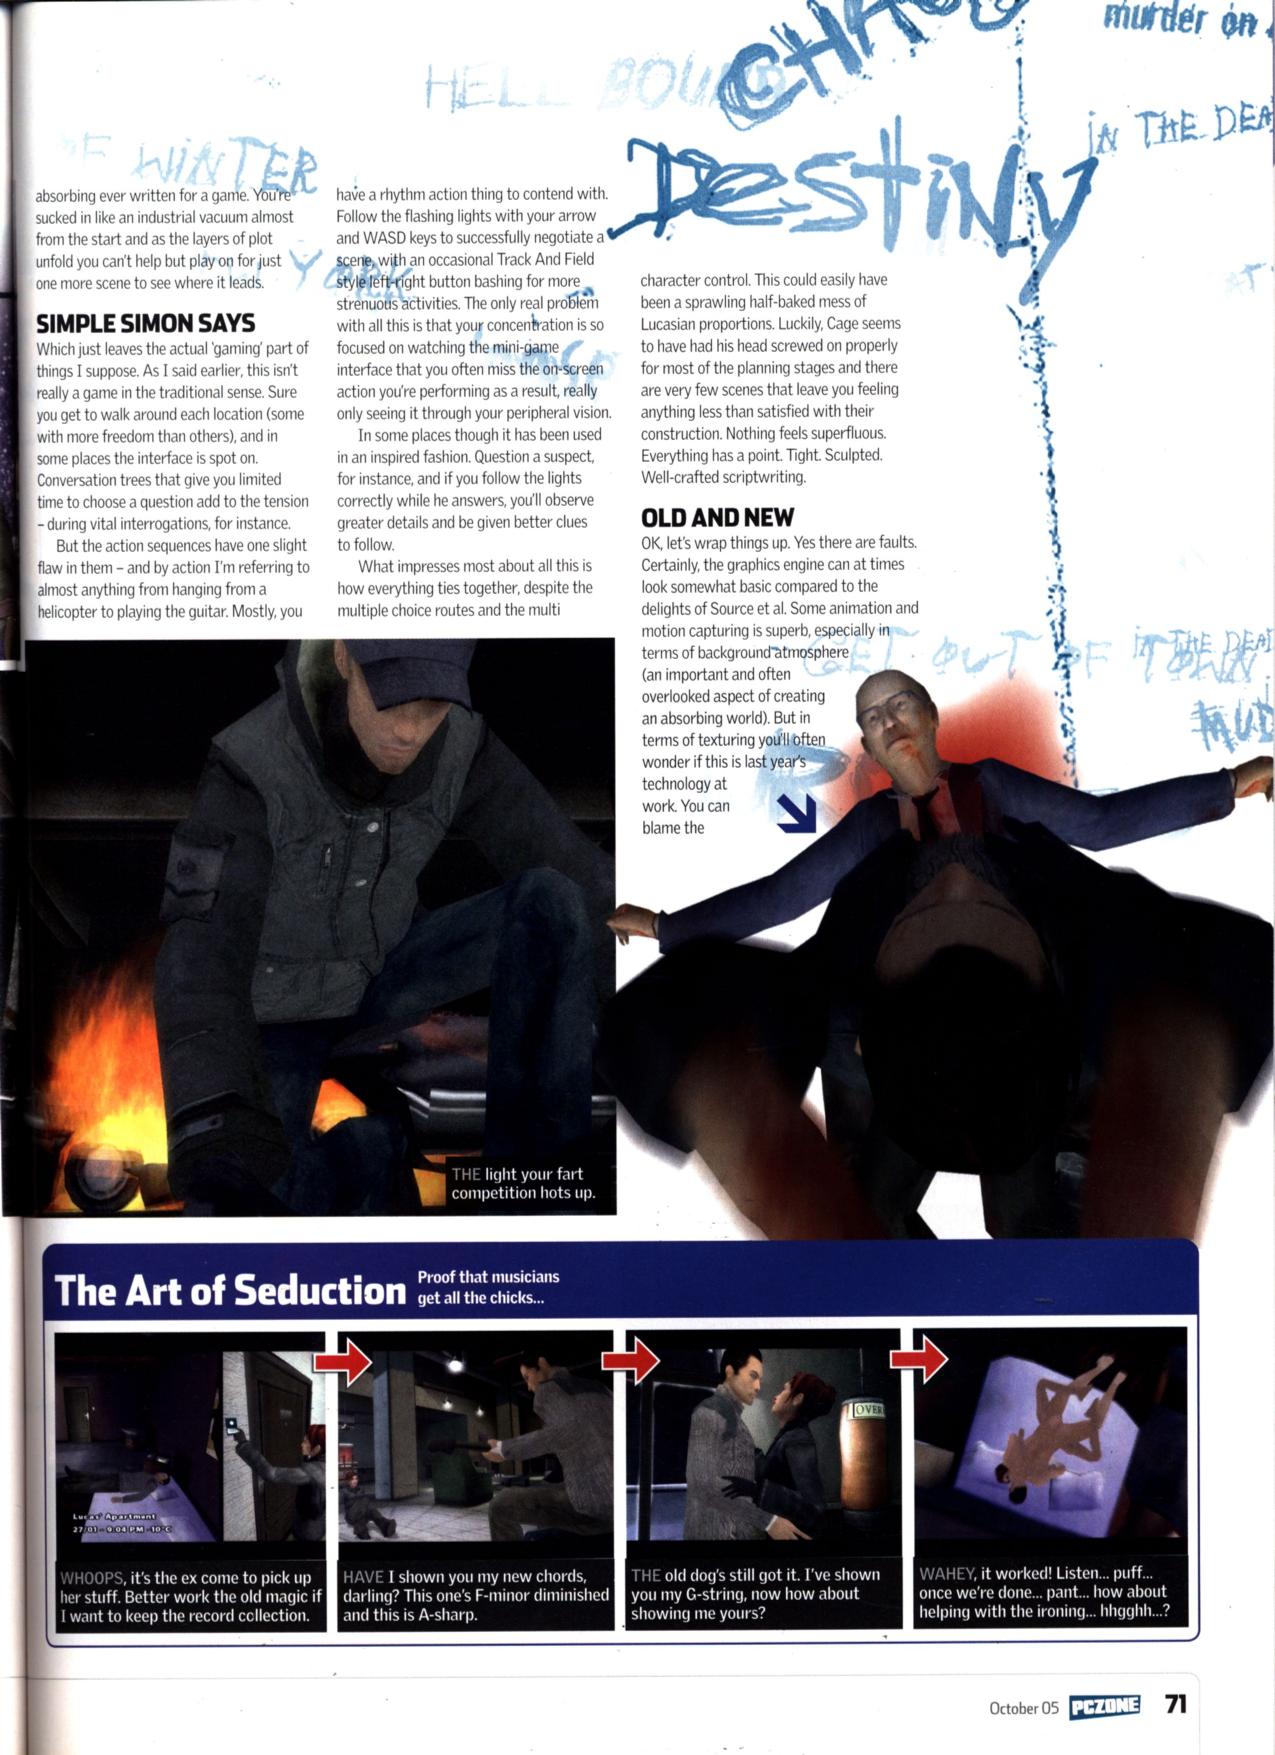 CHAO
murder on
HELL BOUND
IN THE DEA
OF WINTER
DESTINY
absorbing ever written for a game. You're
sucked in like an industrial vacuum almost
from the start and as the layers of plot
unfold you can't help but play on for just
one more scene to see where it leads.
YORK
SIMPLE SIMON SAYS
Which just leaves the actual 'gaming' part of
things I suppose. As I said earlier, this isn't
really a game in the traditional sense. Sure
you get to walk around each location (some
with more freedom than others), and in
some places the interface is spot on.
Conversation trees that give you limited
time to choose a question add to the tension
– during vital interrogations, for instance.
But the action sequences have one slight
flaw in them – and by action I'm referring to
almost anything from hanging from a
helicopter to playing the guitar. Mostly, you
have a rhythm action thing to contend with.
Follow the flashing lights with your arrow
and WASD keys to successfully negotiate a
scene, with an occasional Track And Field
style left-right button bashing for more
strenuous activities. The only real problem
with all this is that your concentration is so
focused on watching the mini-game
interface that you often miss the on-screen
action you're performing as a result, really
only seeing it through your peripheral vision.
In some places though it has been used
in an inspired fashion. Question a suspect,
for instance, and if you follow the lights
correctly while he answers, you'll observe
greater details and be given better clues
to follow.
What impresses most about all this is
how everything ties together, despite the
multiple choice routes and the multi
character control. This could easily have
been a sprawling half-baked mess of
Lucasian proportions. Luckily, Cage seems
to have had his head screwed on properly
for most of the planning stages and there
are very few scenes that leave you feeling
anything less than satisfied with their
construction. Nothing feels superfluous.
Everything has a point. Tight. Sculpted.
Well-crafted scriptwriting.
OLD AND NEW
OK, let's wrap things up. Yes there are faults.
Certainly, the graphics engine can at times
look somewhat basic compared to the
delights of Source et al. Some animation and
motion capturing is superb, especially in
terms of background atmosphere
(an important and often
overlooked aspect of creating
an absorbing world). But in
terms of texturing you'll often
wonder if this is last year's
technology at
work. You can
blame the
GET OUT OF TOWN
IN THE DEA
MUD
THE light your fart
competition hots up.
The Art of Seduction
Proof that musicians
get all the chicks...
Lucas' Apartment
27/01 - 9:04 PM -10°C
OVER
WHOOPS, it's the ex come to pick up
her stuff. Better work the old magic if
I want to keep the record collection.
HAVE I shown you my new chords,
darling? This one's F-minor diminished
and this is A-sharp.
THE old dog's still got it. I've shown
you my G-string, now how about
showing me yours?
WAHEY, it worked! Listen... puff...
once we're done... pant... how about
helping with the ironing... hhgghh...?
October 05 PCZONE 71